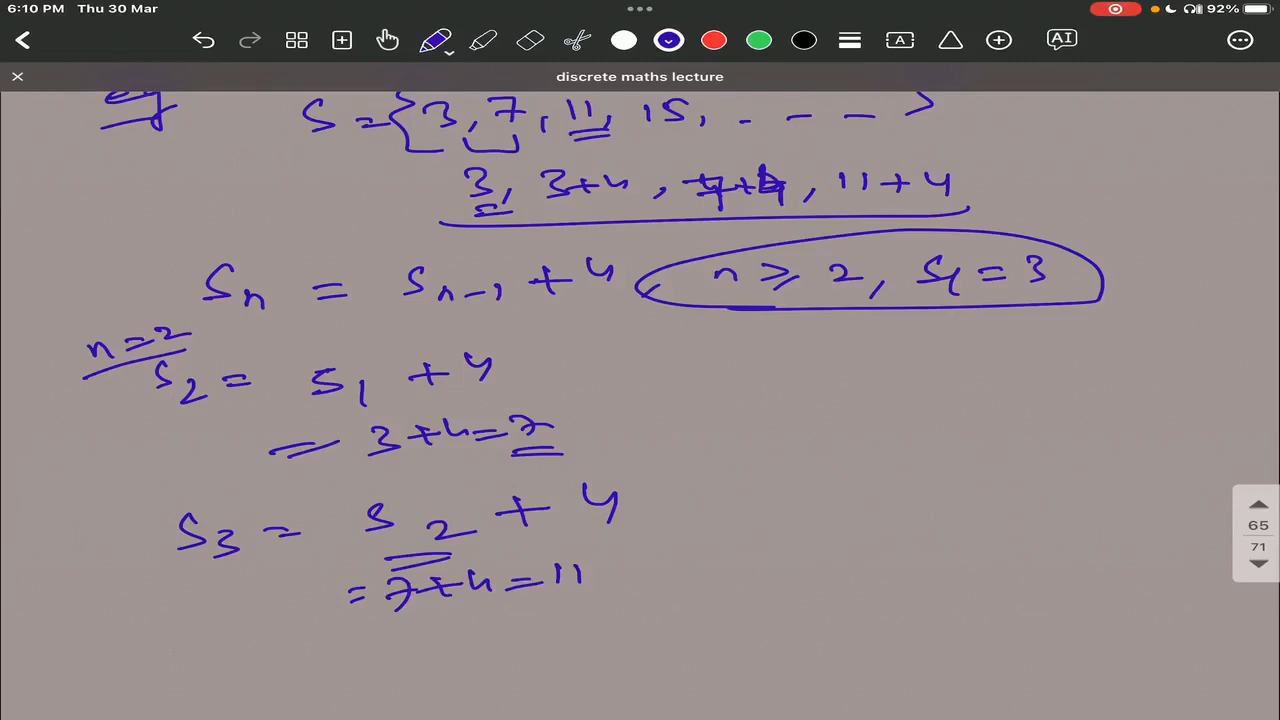 6:10 PM Thu 30 Mar
92%
A
AI
discrete maths lecture
eg S = {3, 7, 11, 15, . - - - }
3, 3+4, 7+4, 11+4
Sn = Sn-1 + 4 n ≥ 2, S1 = 3
n=2
S2 = S1 + 4
= 3+4=7
S3 = S2 + 4
= 7+4=11
65
71